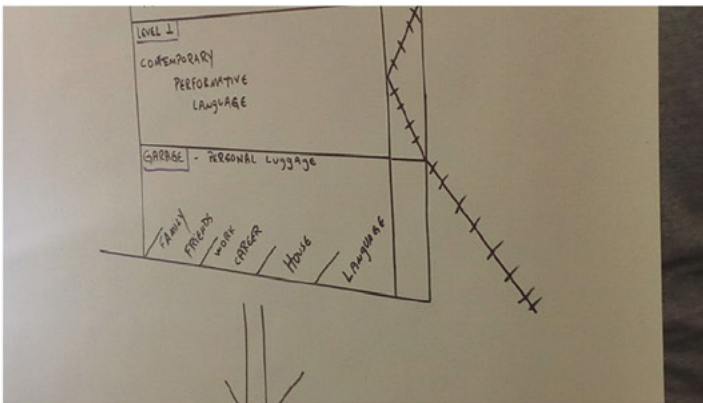 LEVEL 1
CONTEMPORARY
PERFORMATIVE
LANGUAGE
GARAGE - PERSONAL LUggAgE
FAMILY
FRIENDS
WORK
CAREER
HOUSE
LANGUAGE